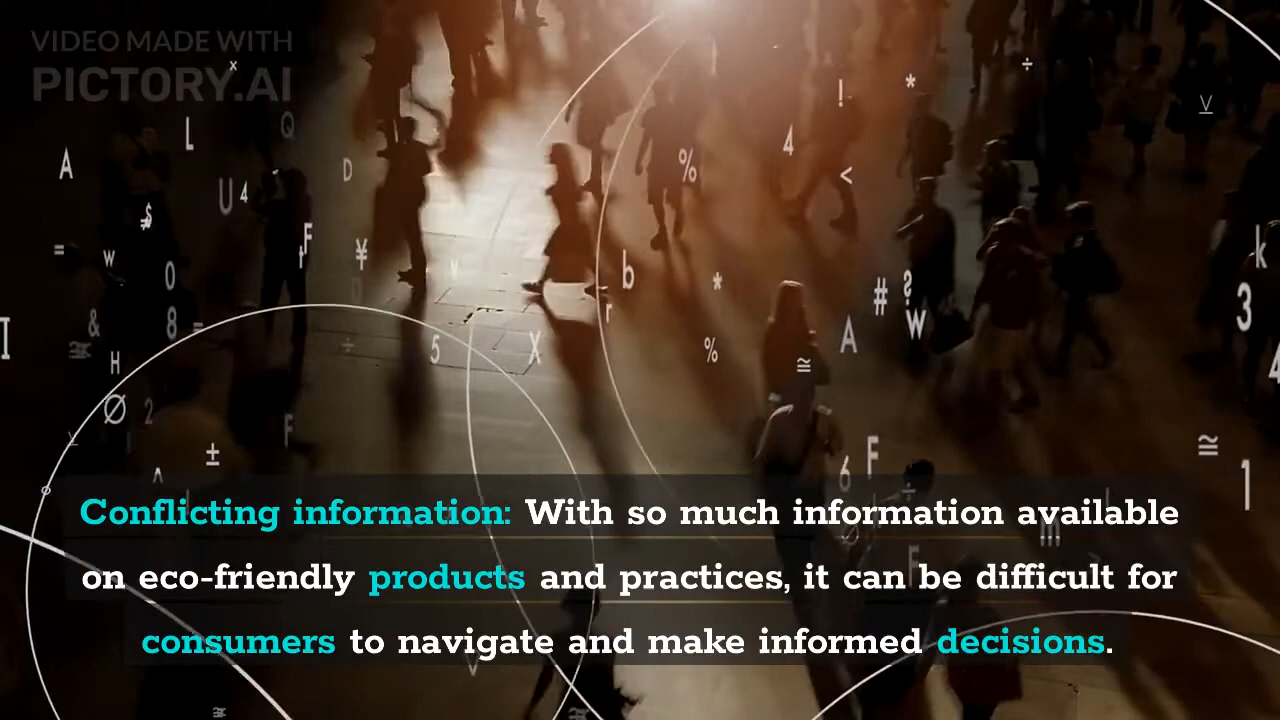 VIDEO MADE WITH
PICTORY.AI
Conflicting information: With so much information available
on eco-friendly products and practices, it can be difficult for
consumers to navigate and make informed decisions.